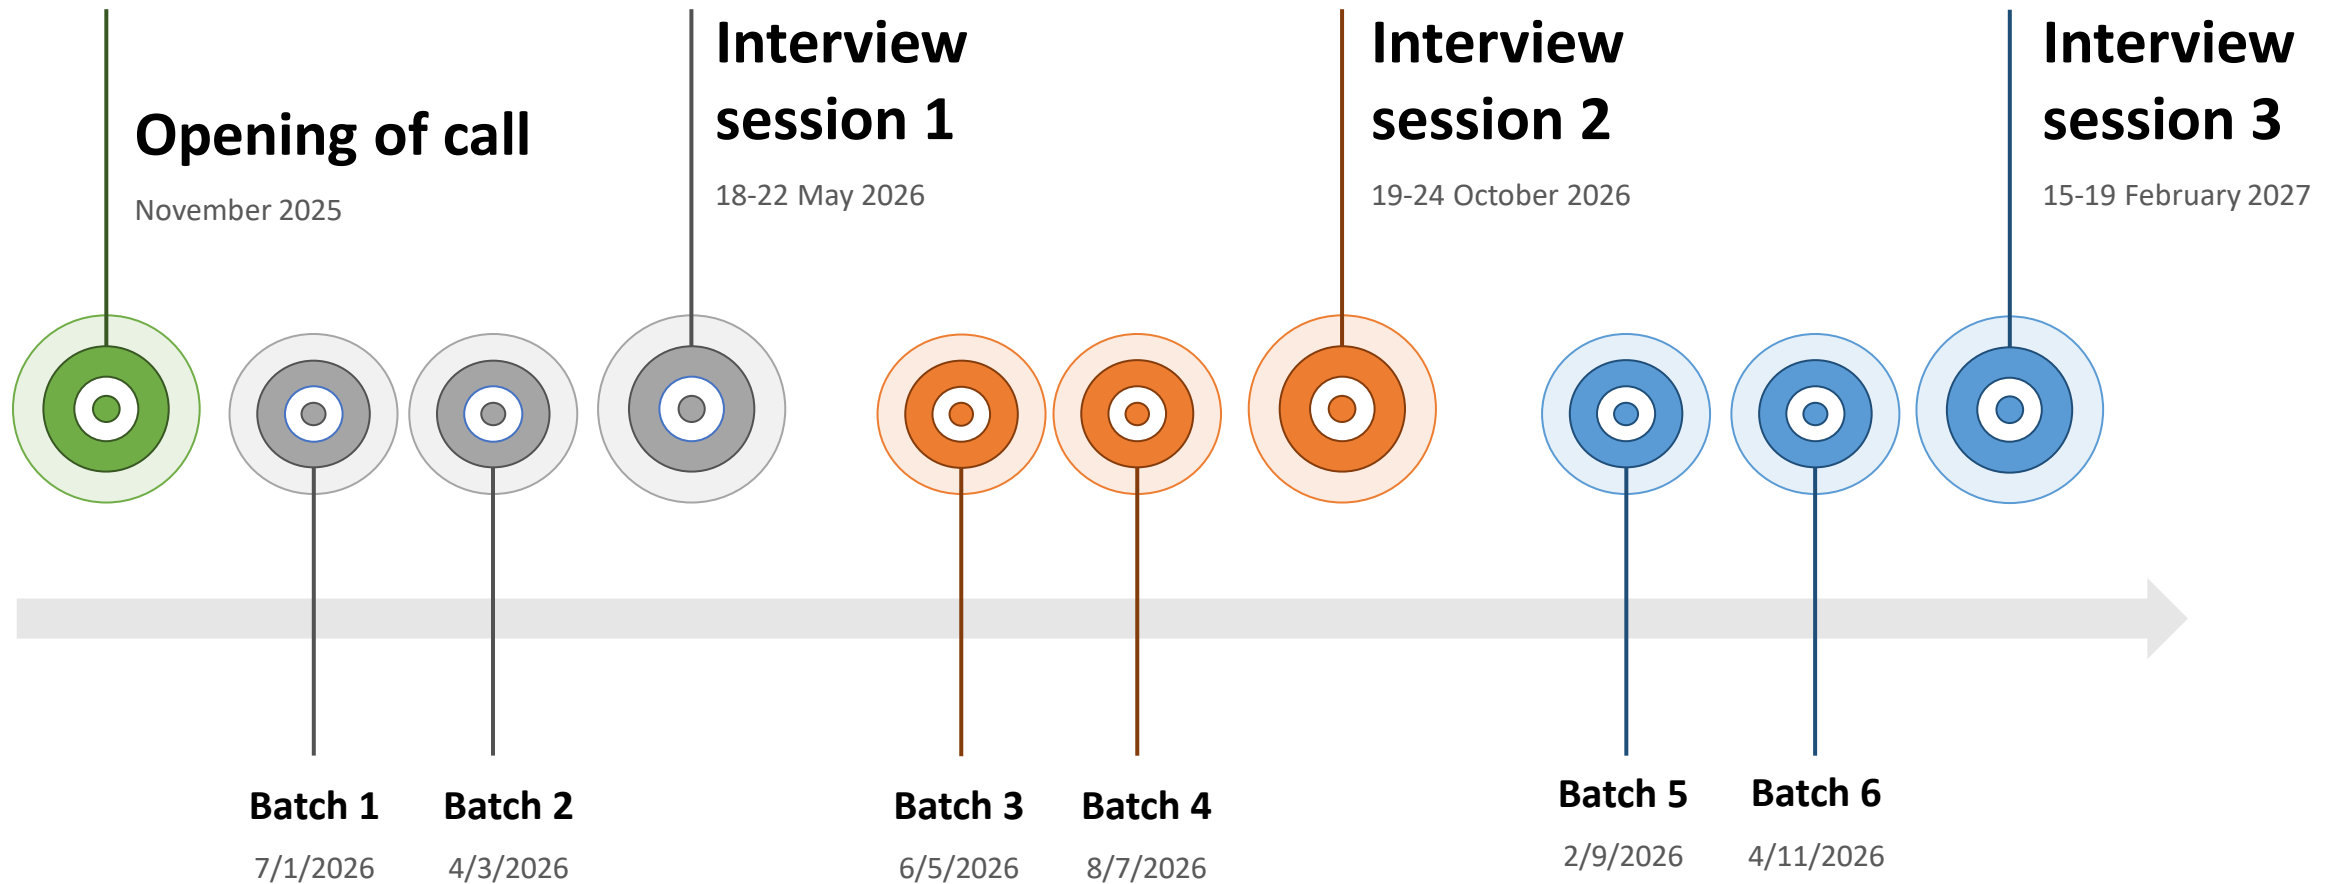 Opening of call
November 2025
Interview
session 1
18-22 May 2026
Interview
session 2
19-24 October 2026
Interview
session 3
15-19 February 2027
Batch 1
7/1/2026
Batch 2
4/3/2026
Batch 3
6/5/2026
Batch 4
8/7/2026
Batch 5
2/9/2026
Batch 6
4/11/2026